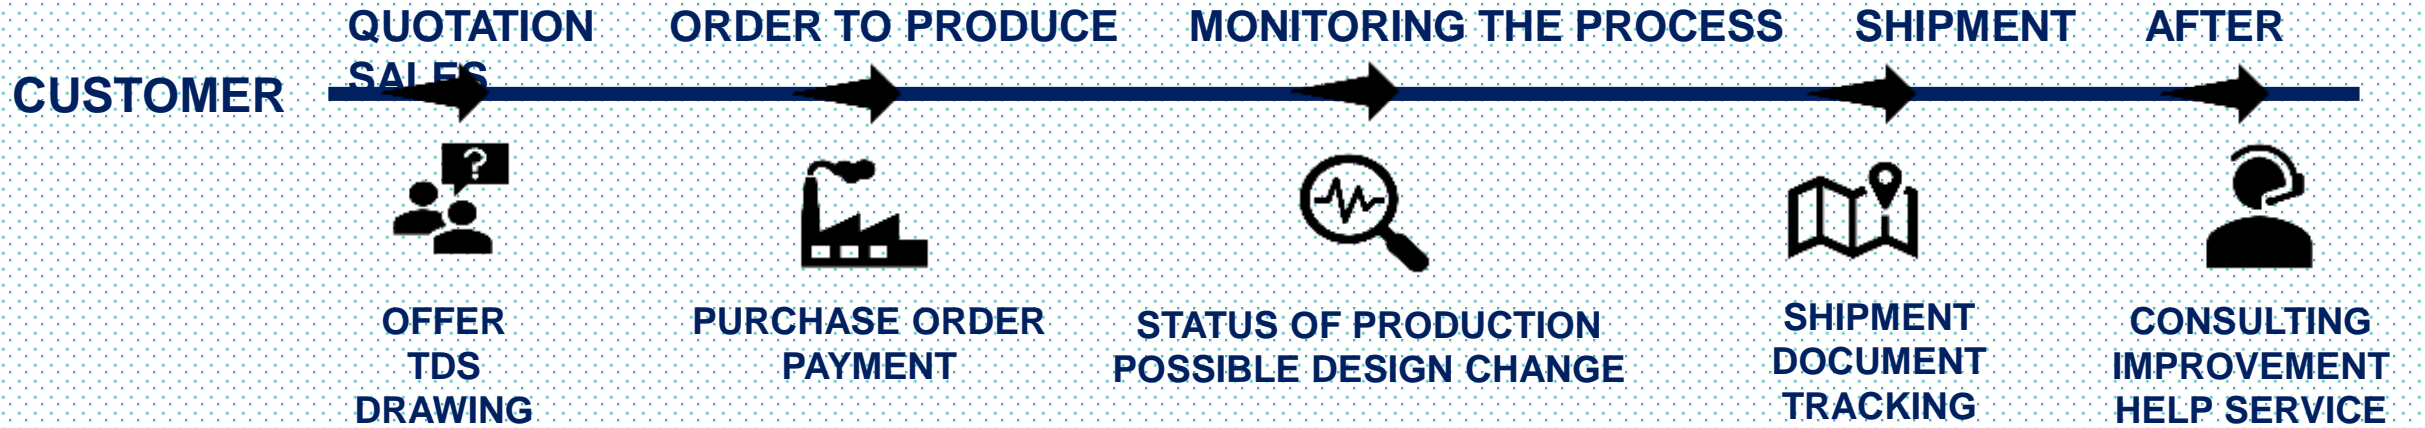 QUOTATION ORDER TO PRODUCE MONITORING THE PROCESS SHIPMENT AFTER
SALES
CUSTOMER
?
OFFER
TDS
DRAWING
PURCHASE ORDER
PAYMENT
STATUS OF PRODUCTION
POSSIBLE DESIGN CHANGE
SHIPMENT
DOCUMENT
TRACKING
CONSULTING
IMPROVEMENT
HELP SERVICE